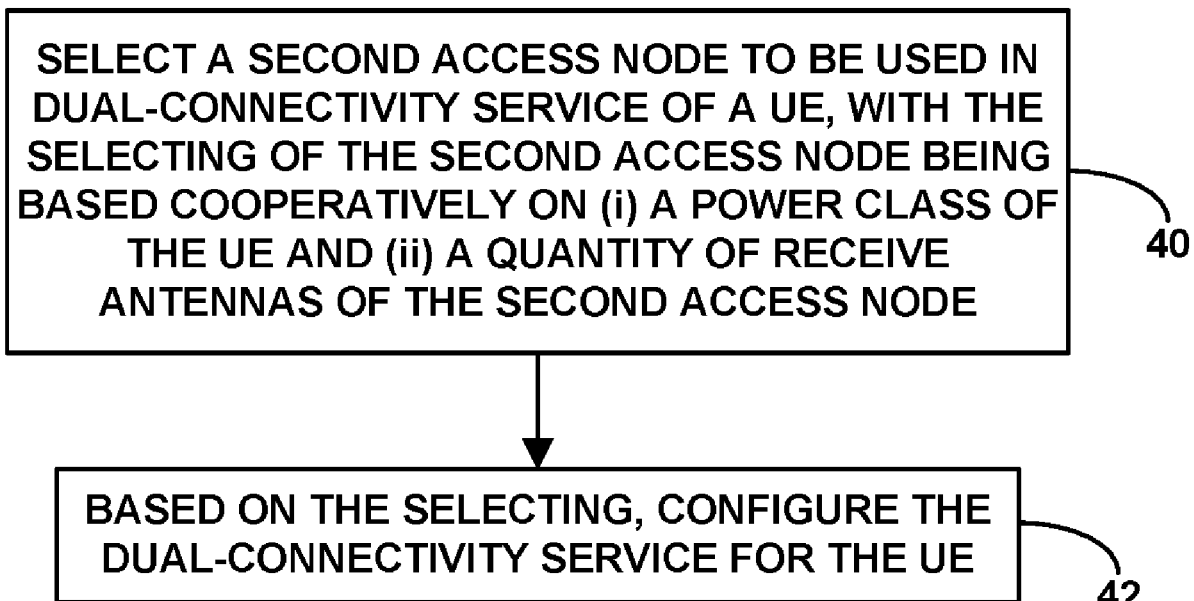 SELECT A SECOND ACCESS NODE TO BE USED IN
DUAL-CONNECTIVITY SERVICE OF A UE, WITH THE
SELECTING OF THE SECOND ACCESS NODE BEING
BASED COOPERATIVELY ON (i) A POWER CLASS OF
THE UE AND (ii) A QUANTITY OF RECEIVE
ANTENNAS OF THE SECOND ACCESS NODE
40
BASED ON THE SELECTING, CONFIGURE THE
DUAL-CONNECTIVITY SERVICE FOR THE UE
42